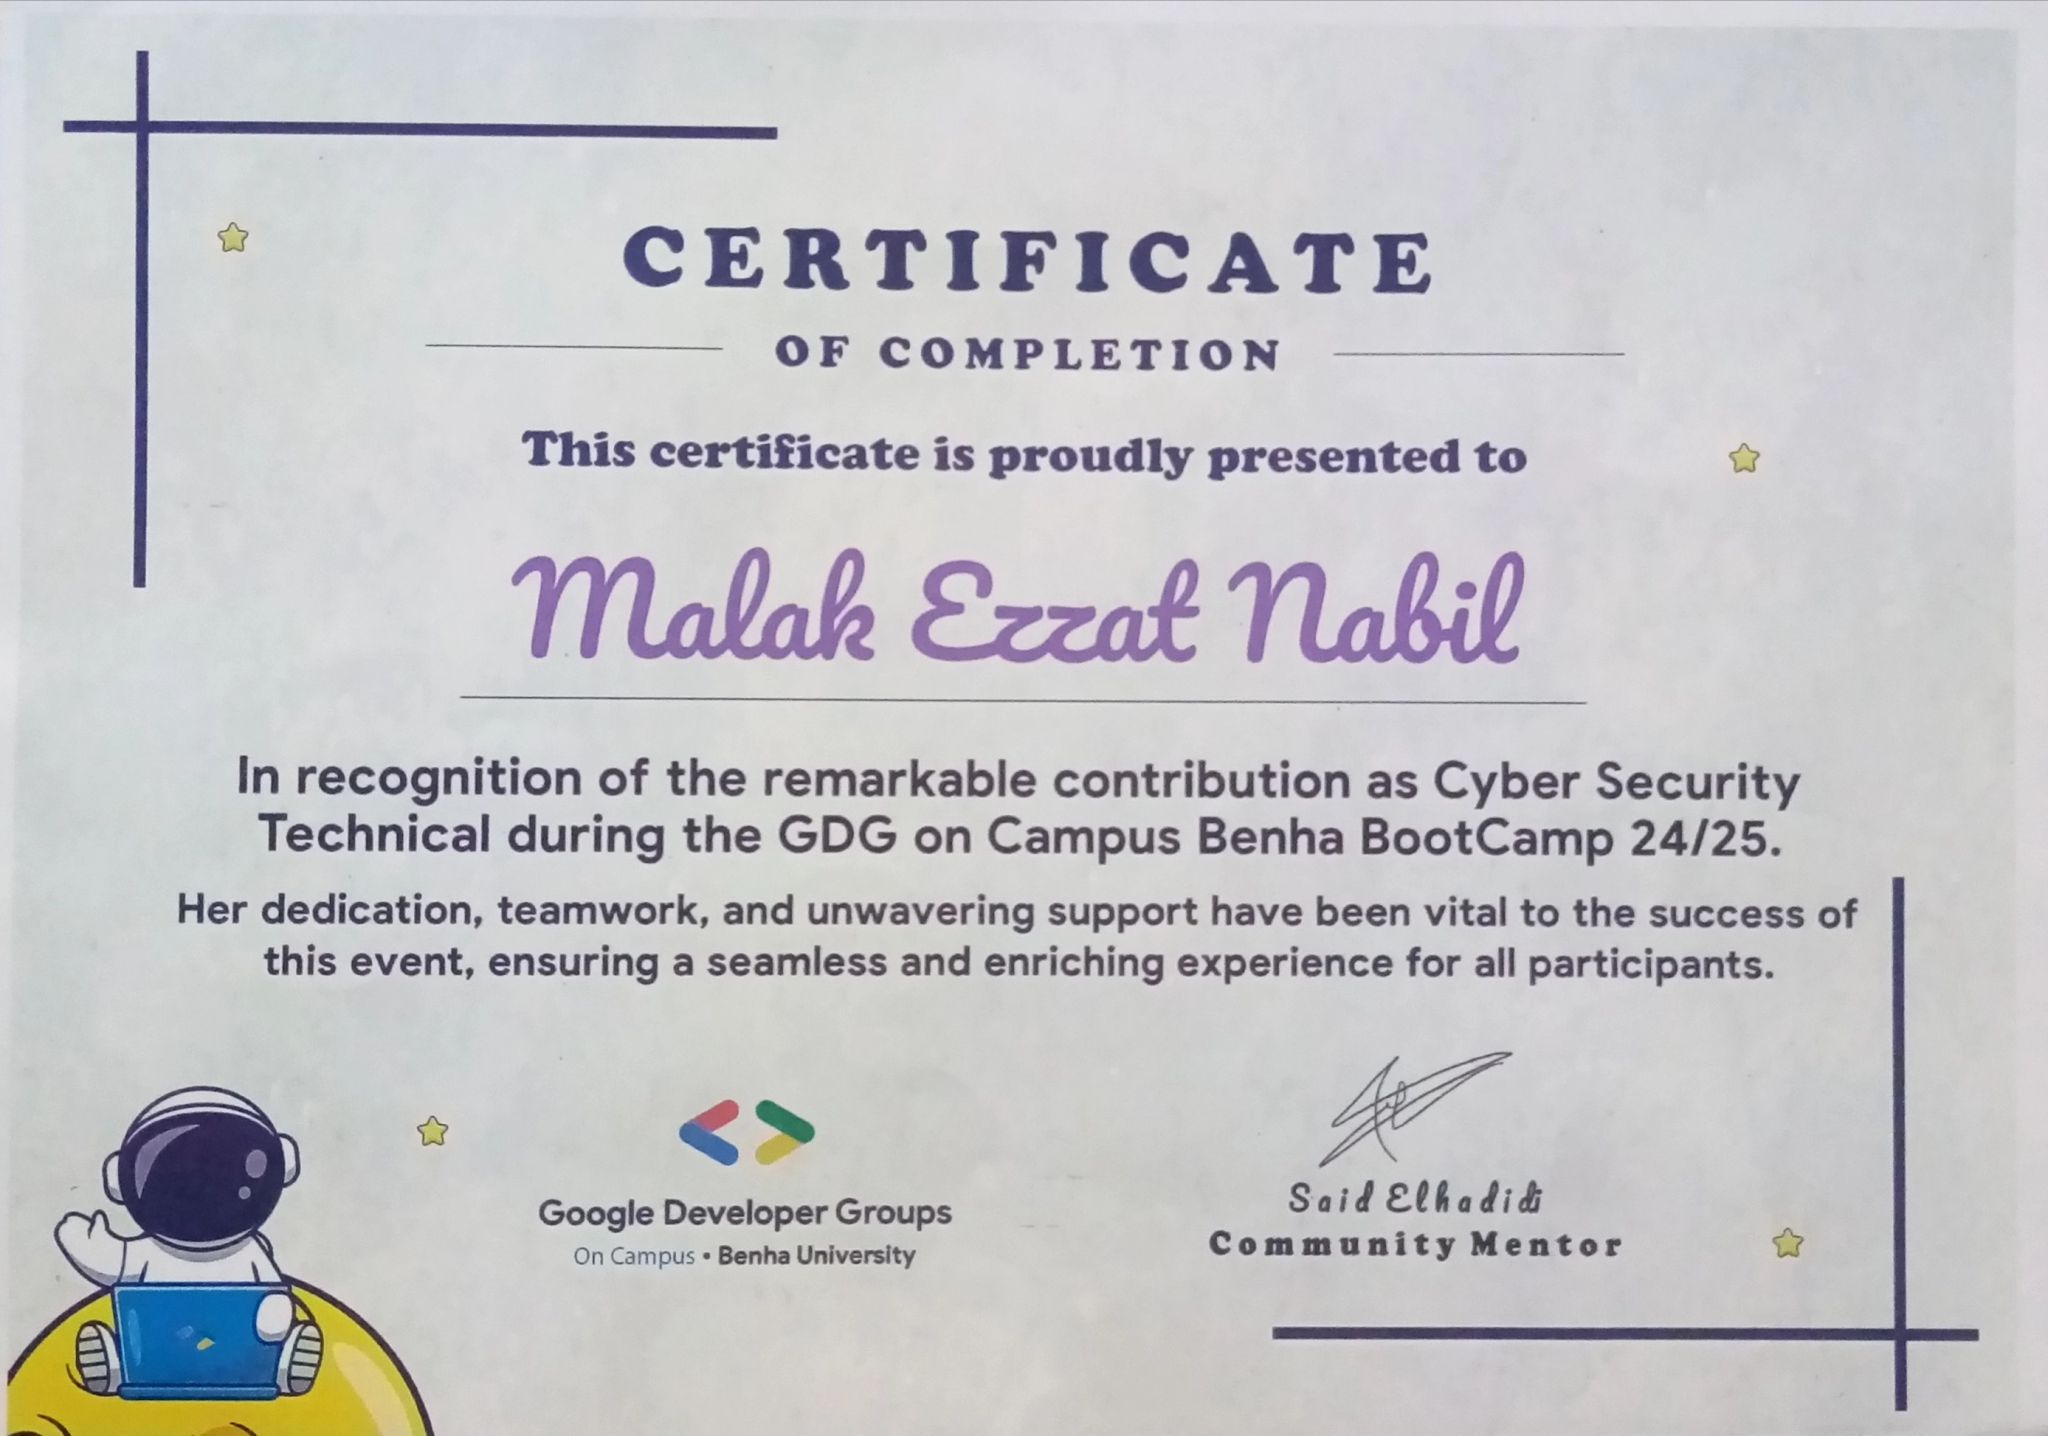 CERTIFICATE
OF COMPLETION
This certificate is proudly presented to
Malak Ezzat Nabil
In recognition of the remarkable contribution as Cyber Security
Technical during the GDG on Campus Benha BootCamp 24/25.
Her dedication, teamwork, and unwavering support have been vital to the success of
this event, ensuring a seamless and enriching experience for all participants.
Google Developer Groups
On Campus • Benha University
Said Elhadidi
Community Mentor